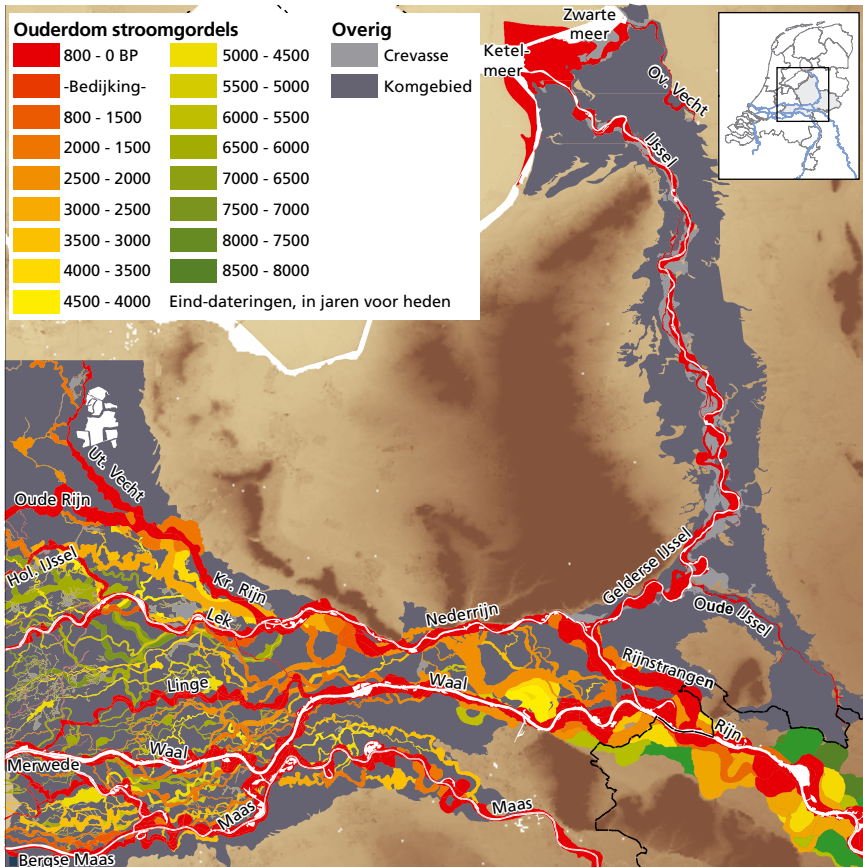 Ouderdom stroomgordels
800 - 0 BP
-Bedijking-
800 - 1500
2000 - 1500
2500 - 2000
3000 - 2500
3500 - 3000
4000 - 3500
4500 - 4000
5000 - 4500
5500 - 5000
6000 - 5500
6500 - 6000
7000 - 6500
7500 - 7000
8000 - 7500
8500 - 8000
Eind-dateringen, in jaren voor heden
Overig
Crevasse
Komgebied
Zwarte
meer
Ketel-
meer
Ov. Vecht
IJssel
Ut. Vecht
Oude Rijn
Hol. IJssel
Kr. Rijn
Lek
Nederrijn
Gelderse IJssel
Oude IJssel
Rijnstrangen
Linge
Waal
Rijn
Waal
Merwede
Maas
Maas
Bergse Maas